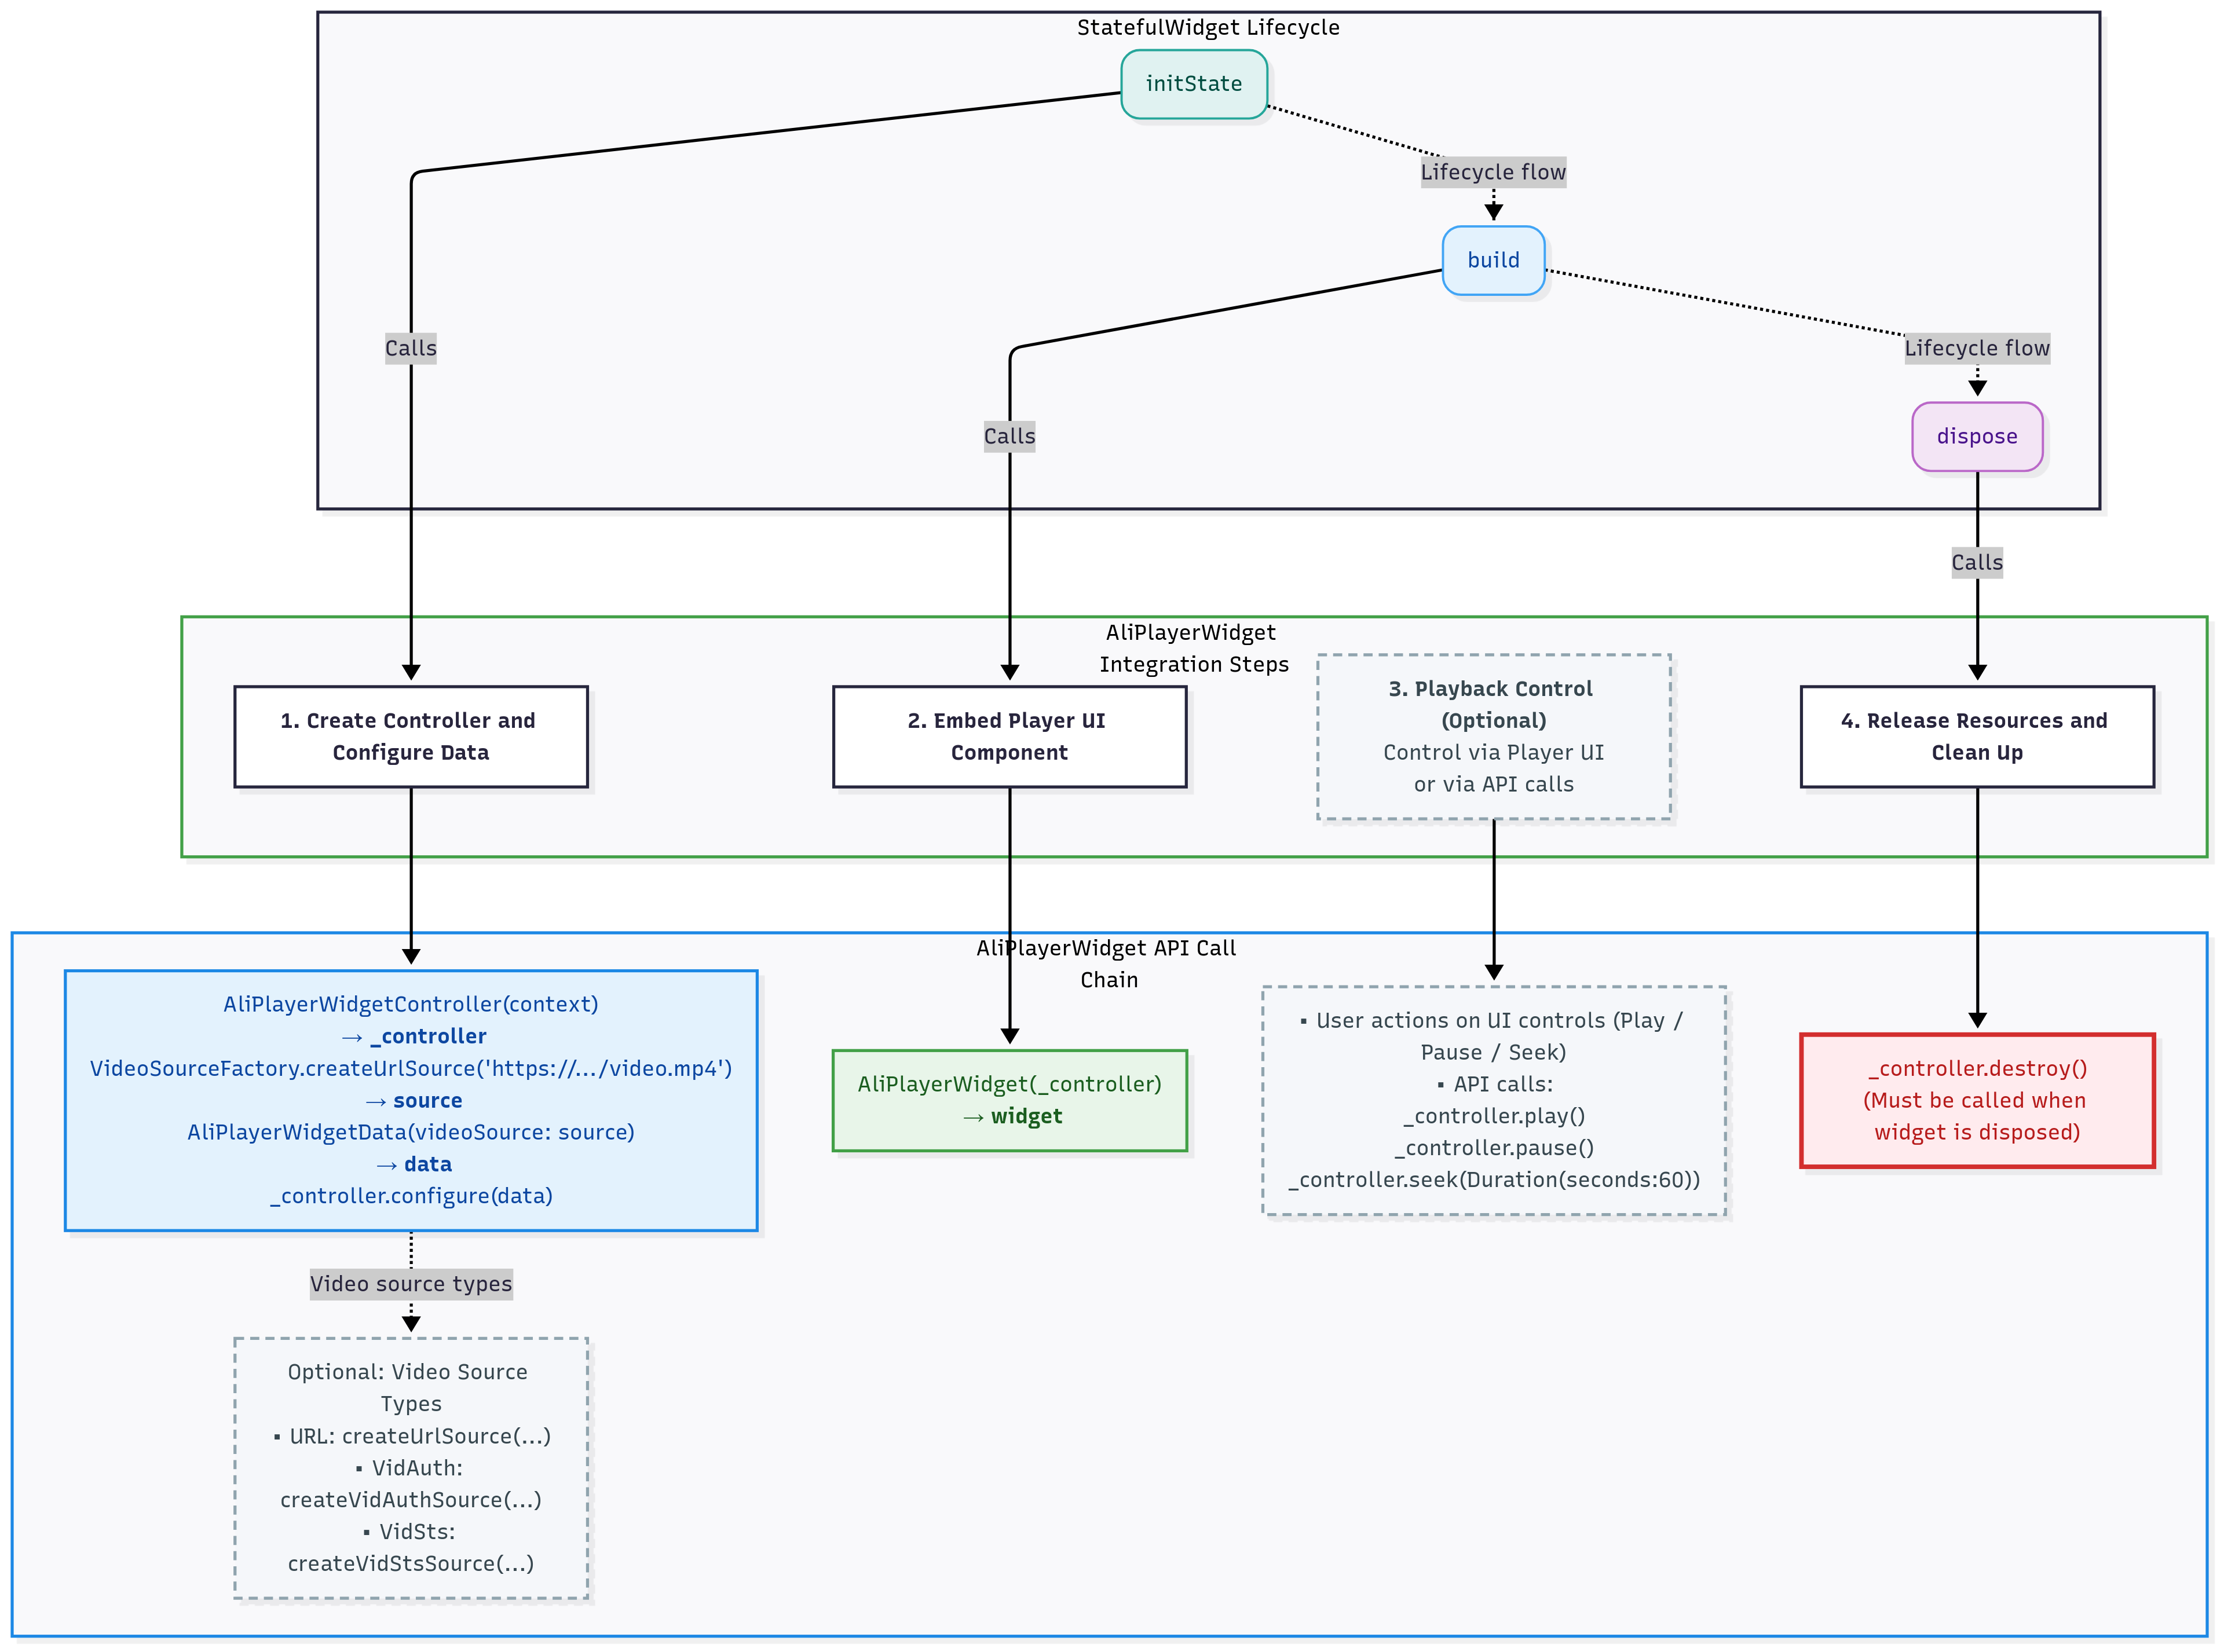 StatefulWidget Lifecycle
initState
Lifecycle flow
build
Calls
Lifecycle flow
Calls
dispose
Calls
AliPlayerWidget
Integration Steps
1. Create Controller and
Configure Data
2. Embed Player UI
Component
3. Playback Control
(Optional)
Control via Player UI
or via API calls
4. Release Resources and
Clean Up
AliPlayerWidget API Call
Chain
AliPlayerWidgetController(context)
→ _controller
VideoSourceFactory.createUrlSource('https://.../video.mp4')
→ source
AliPlayerWidgetData(videoSource: source)
→ data
_controller.configure(data)
AliPlayerWidget(_controller)
→ widget
▪ User actions on UI controls (Play /
Pause / Seek)
▪ API calls:
_controller.play()
_controller.pause()
_controller.seek(Duration(seconds:60))
_controller.destroy()
(Must be called when
widget is disposed)
Video source types
Optional: Video Source
Types
▪ URL: createUrlSource(...)
▪ VidAuth:
createVidAuthSource(...)
▪ VidSts:
createVidStsSource(...)